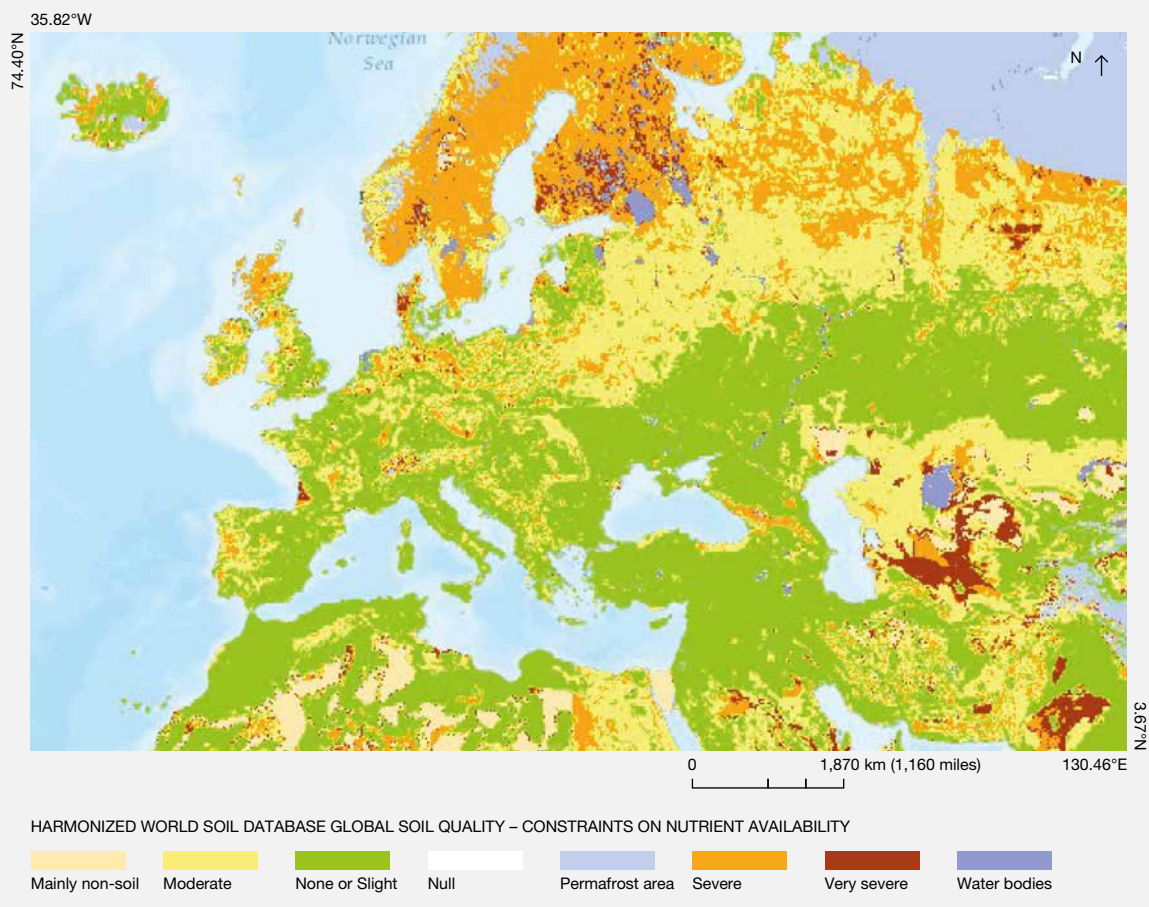 35.82°W
74.40°N
Norwegian
Sea
N
3.67°N
0 1,870 km (1,160 miles) 130.46°E
HARMONIZED WORLD SOIL DATABASE GLOBAL SOIL QUALITY – CONSTRAINTS ON NUTRIENT AVAILABILITY
Mainly non-soil Moderate None or Slight Null Permafrost area Severe Very severe Water bodies